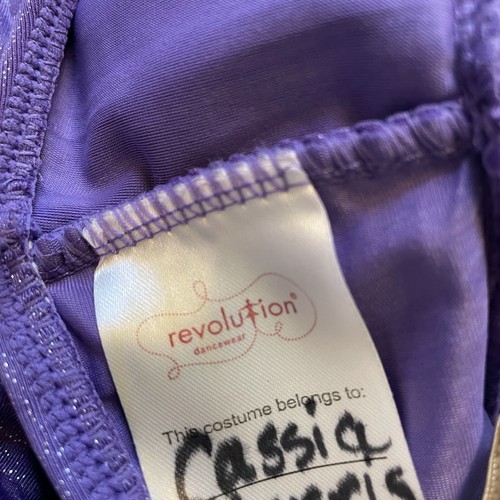 revolution®
dancewear
This costume belongs to:
Cassia